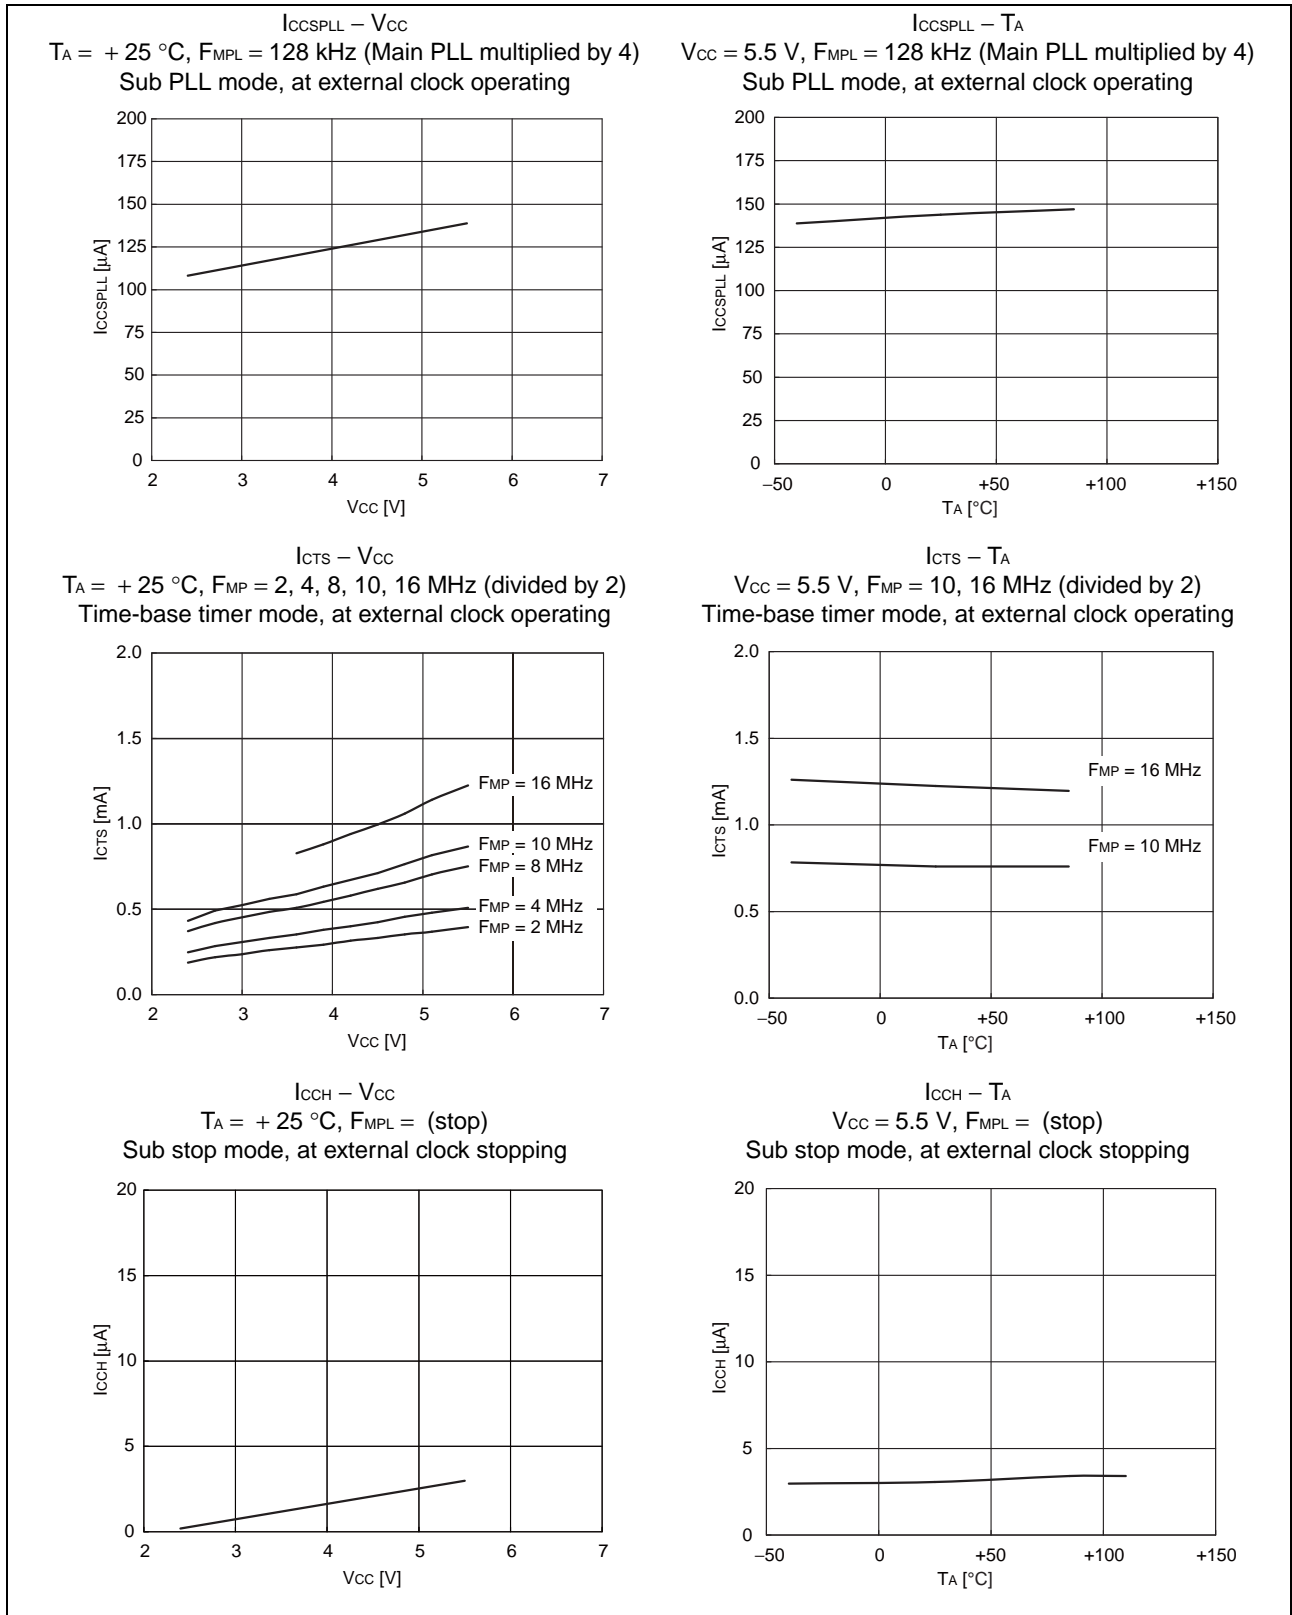 ICCSPLL – VCC
TA = + 25 °C, FMPL = 128 kHz (Main PLL multiplied by 4)
Sub PLL mode, at external clock operating
200
175
150
125
100
75
50
25
0
ICCSPLL [µA]
2 3 4 5 6 7
VCC [V]
ICCSPLL – TA
VCC = 5.5 V, FMPL = 128 kHz (Main PLL multiplied by 4)
Sub PLL mode, at external clock operating
200
175
150
125
100
75
50
25
0
ICCSPLL [µA]
−50 0 +50 +100 +150
TA [°C]
ICTS – VCC
TA = + 25 °C, FMP = 2, 4, 8, 10, 16 MHz (divided by 2)
Time-base timer mode, at external clock operating
2.0
1.5
1.0
0.5
0.0
ICTS [mA]
FMP = 16 MHz
FMP = 10 MHz
FMP = 8 MHz
FMP = 4 MHz
FMP = 2 MHz
2 3 4 5 6 7
VCC [V]
ICTS – TA
VCC = 5.5 V, FMP = 10, 16 MHz (divided by 2)
Time-base timer mode, at external clock operating
2.0
1.5
1.0
0.5
0.0
ICTS [mA]
FMP = 16 MHz
FMP = 10 MHz
−50 0 +50 +100 +150
TA [°C]
ICCH – VCC
TA = + 25 °C, FMPL = (stop)
Sub stop mode, at external clock stopping
20
15
10
5
0
ICCH [µA]
2 3 4 5 6 7
VCC [V]
ICCH – TA
VCC = 5.5 V, FMPL = (stop)
Sub stop mode, at external clock stopping
20
15
10
5
0
ICCH [µA]
−50 0 +50 +100 +150
TA [°C]